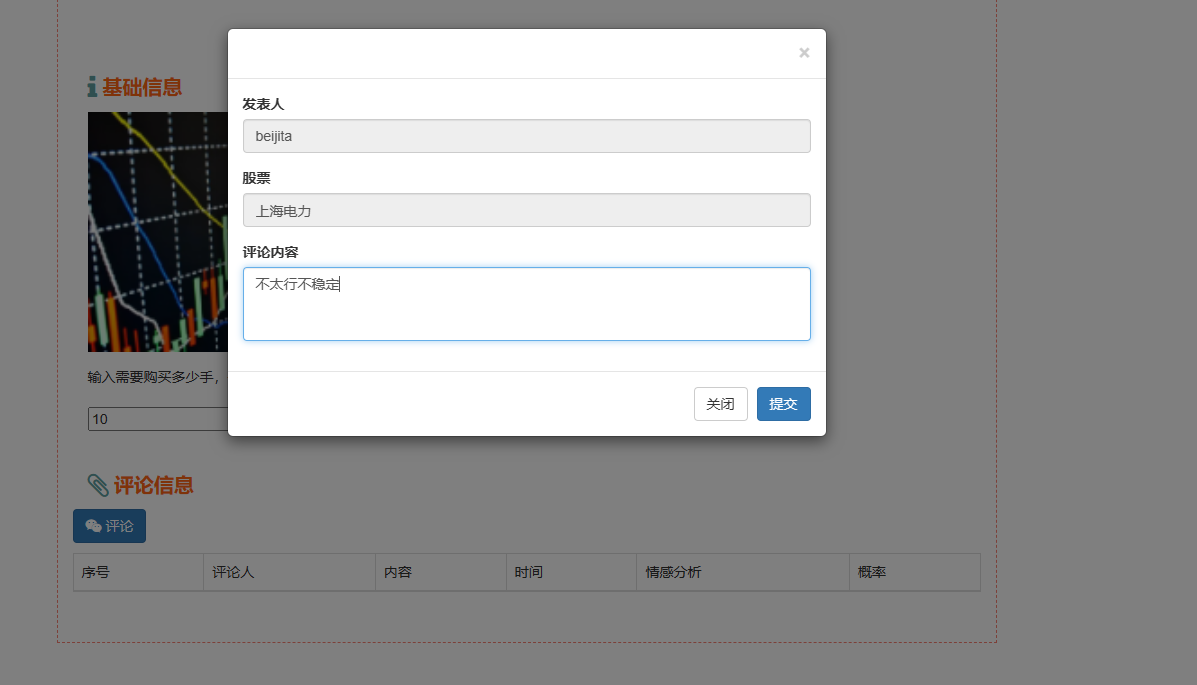 ×
发表人
beijita
股票
上海电力
评论内容
不太行不稳定
关闭
提交
基础信息
输入需要购买多少手，
10
评论信息
评论
序号 评论人 内容 时间 情感分析 概率